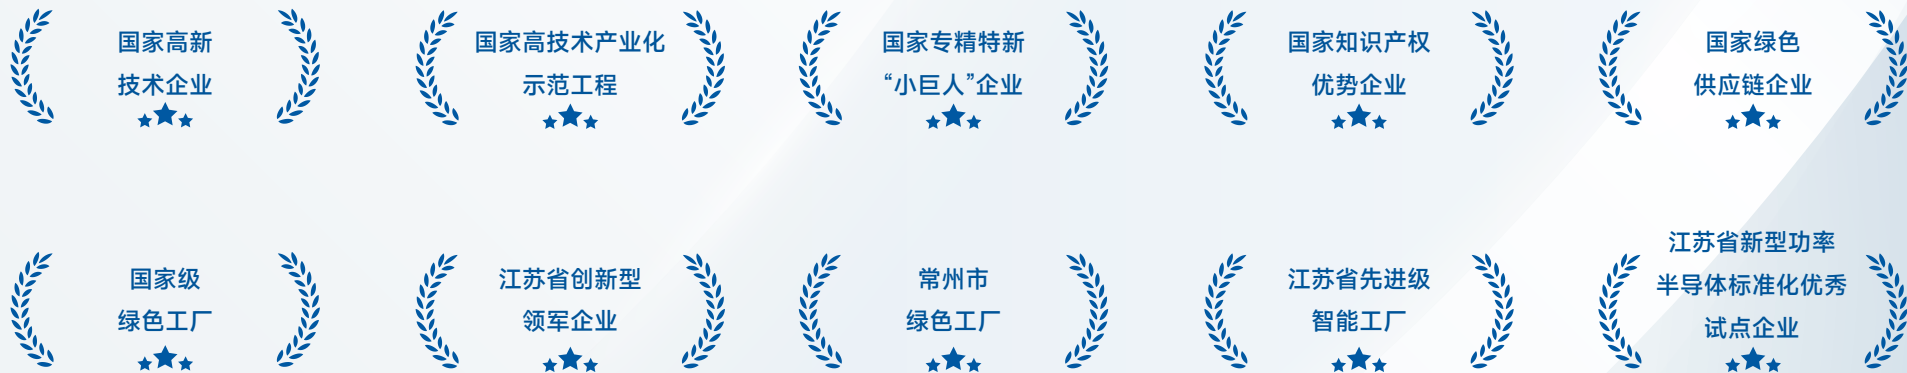 国家高新
技术企业
国家高技术产业化
示范工程
国家专精特新
“小巨人”企业
国家知识产权
优势企业
国家绿色
供应链企业
国家级
绿色工厂
江苏省创新型
领军企业
常州市
绿色工厂
江苏省先进级
智能工厂
江苏省新型功率
半导体标准化优秀
试点企业